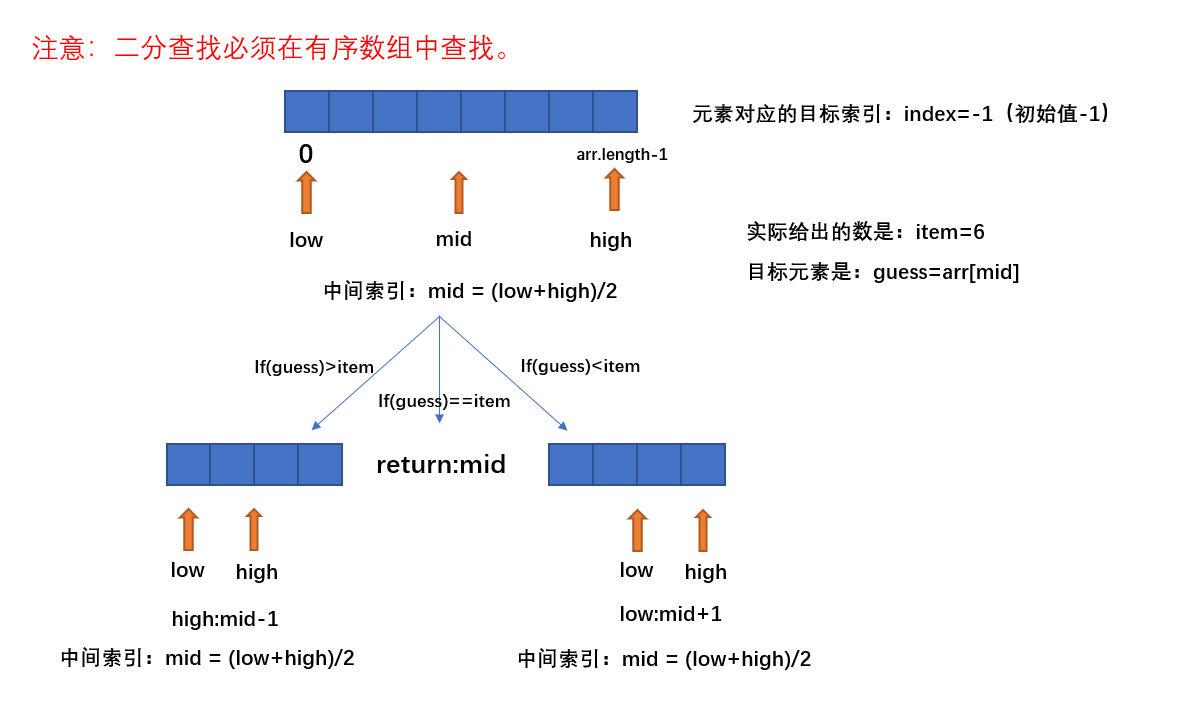 注意：二分查找必须在有序数组中查找。
元素对应的目标索引：index=-1（初始值-1）
0
arr.length-1
low
mid
high
实际给出的数是：item=6
目标元素是：guess=arr[mid]
中间索引：mid = (low+high)/2
If(guess)>item
If(guess)<item
If(guess)==item
return:mid
low
high
low
high
high:mid-1
low:mid+1
中间索引：mid = (low+high)/2
中间索引：mid = (low+high)/2